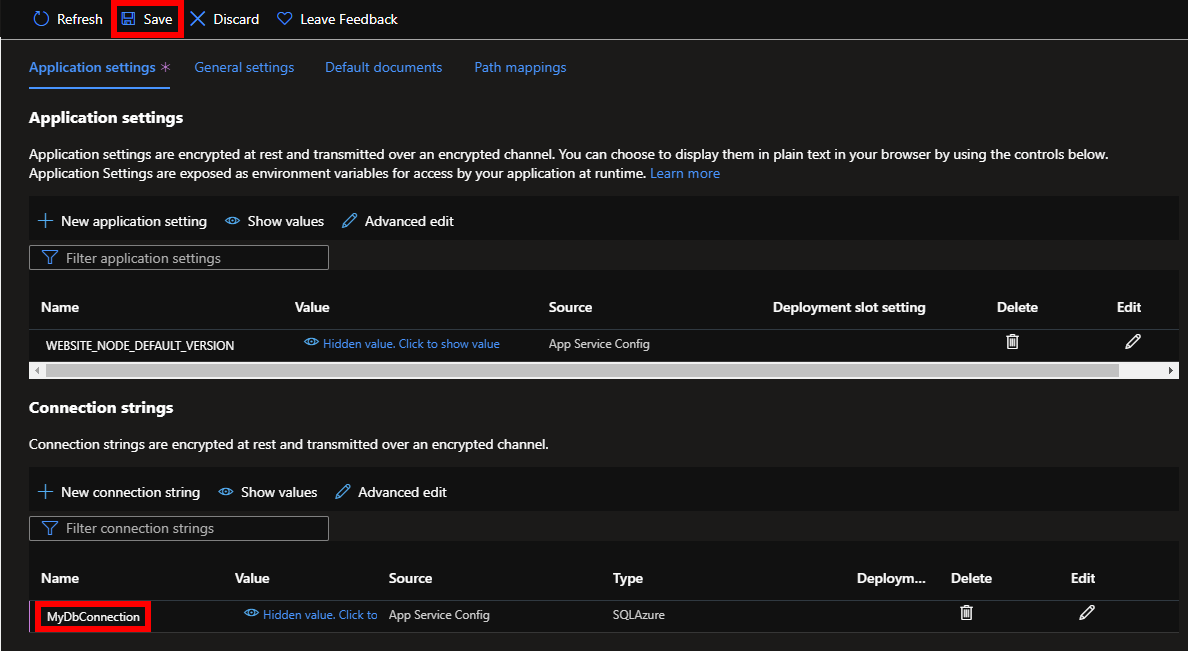 Refresh Save Discard Leave Feedback
Application settings * General settings Default documents Path mappings
Application settings
Application settings are encrypted at rest and transmitted over an encrypted channel. You can choose to display them in plain text in your browser by using the controls below.
Application Settings are exposed as environment variables for access by your application at runtime. Learn more
New application setting Show values Advanced edit
Filter application settings
Name Value Source Deployment slot setting Delete Edit
WEBSITE_NODE_DEFAULT_VERSION Hidden value. Click to show value App Service Config
Connection strings
Connection strings are encrypted at rest and transmitted over an encrypted channel.
New connection string Show values Advanced edit
Filter connection strings
Name Value Source Type Deploym... Delete Edit
MyDbConnection Hidden value. Click to App Service Config SQLAzure